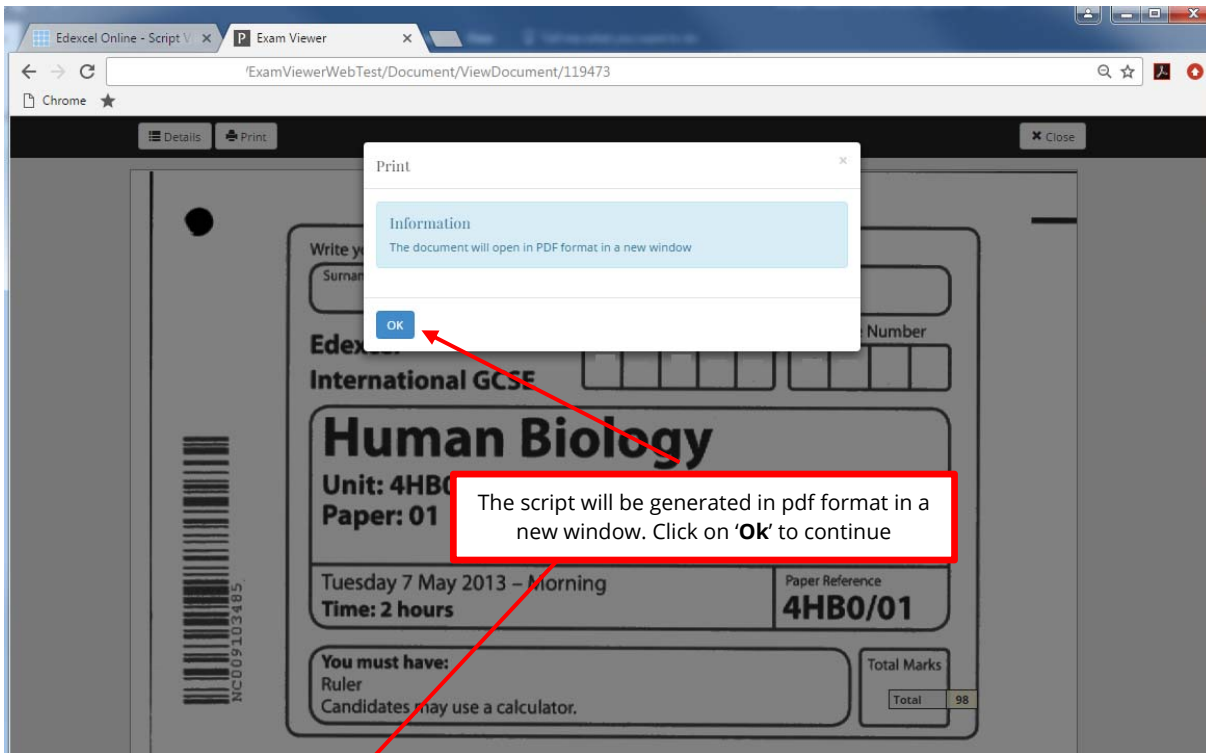 Edexcel Online - Script V
P Exam Viewer
/ExamViewerWebTest/Document/ViewDocument/119473
Chrome
Details Print Close
Print
Information
The document will open in PDF format in a new window
OK
Write
Surnar
Number
International GCSE
Human Biology
Unit: 4HB0
Paper: 01
The script will be generated in pdf format in a
new window. Click on ‘Ok’ to continue
Tuesday 7 May 2013 – Morning
Time: 2 hours
Paper Reference
4HB0/01
You must have:
Ruler
Candidates may use a calculator.
Total Marks
Total 98
NC009103485